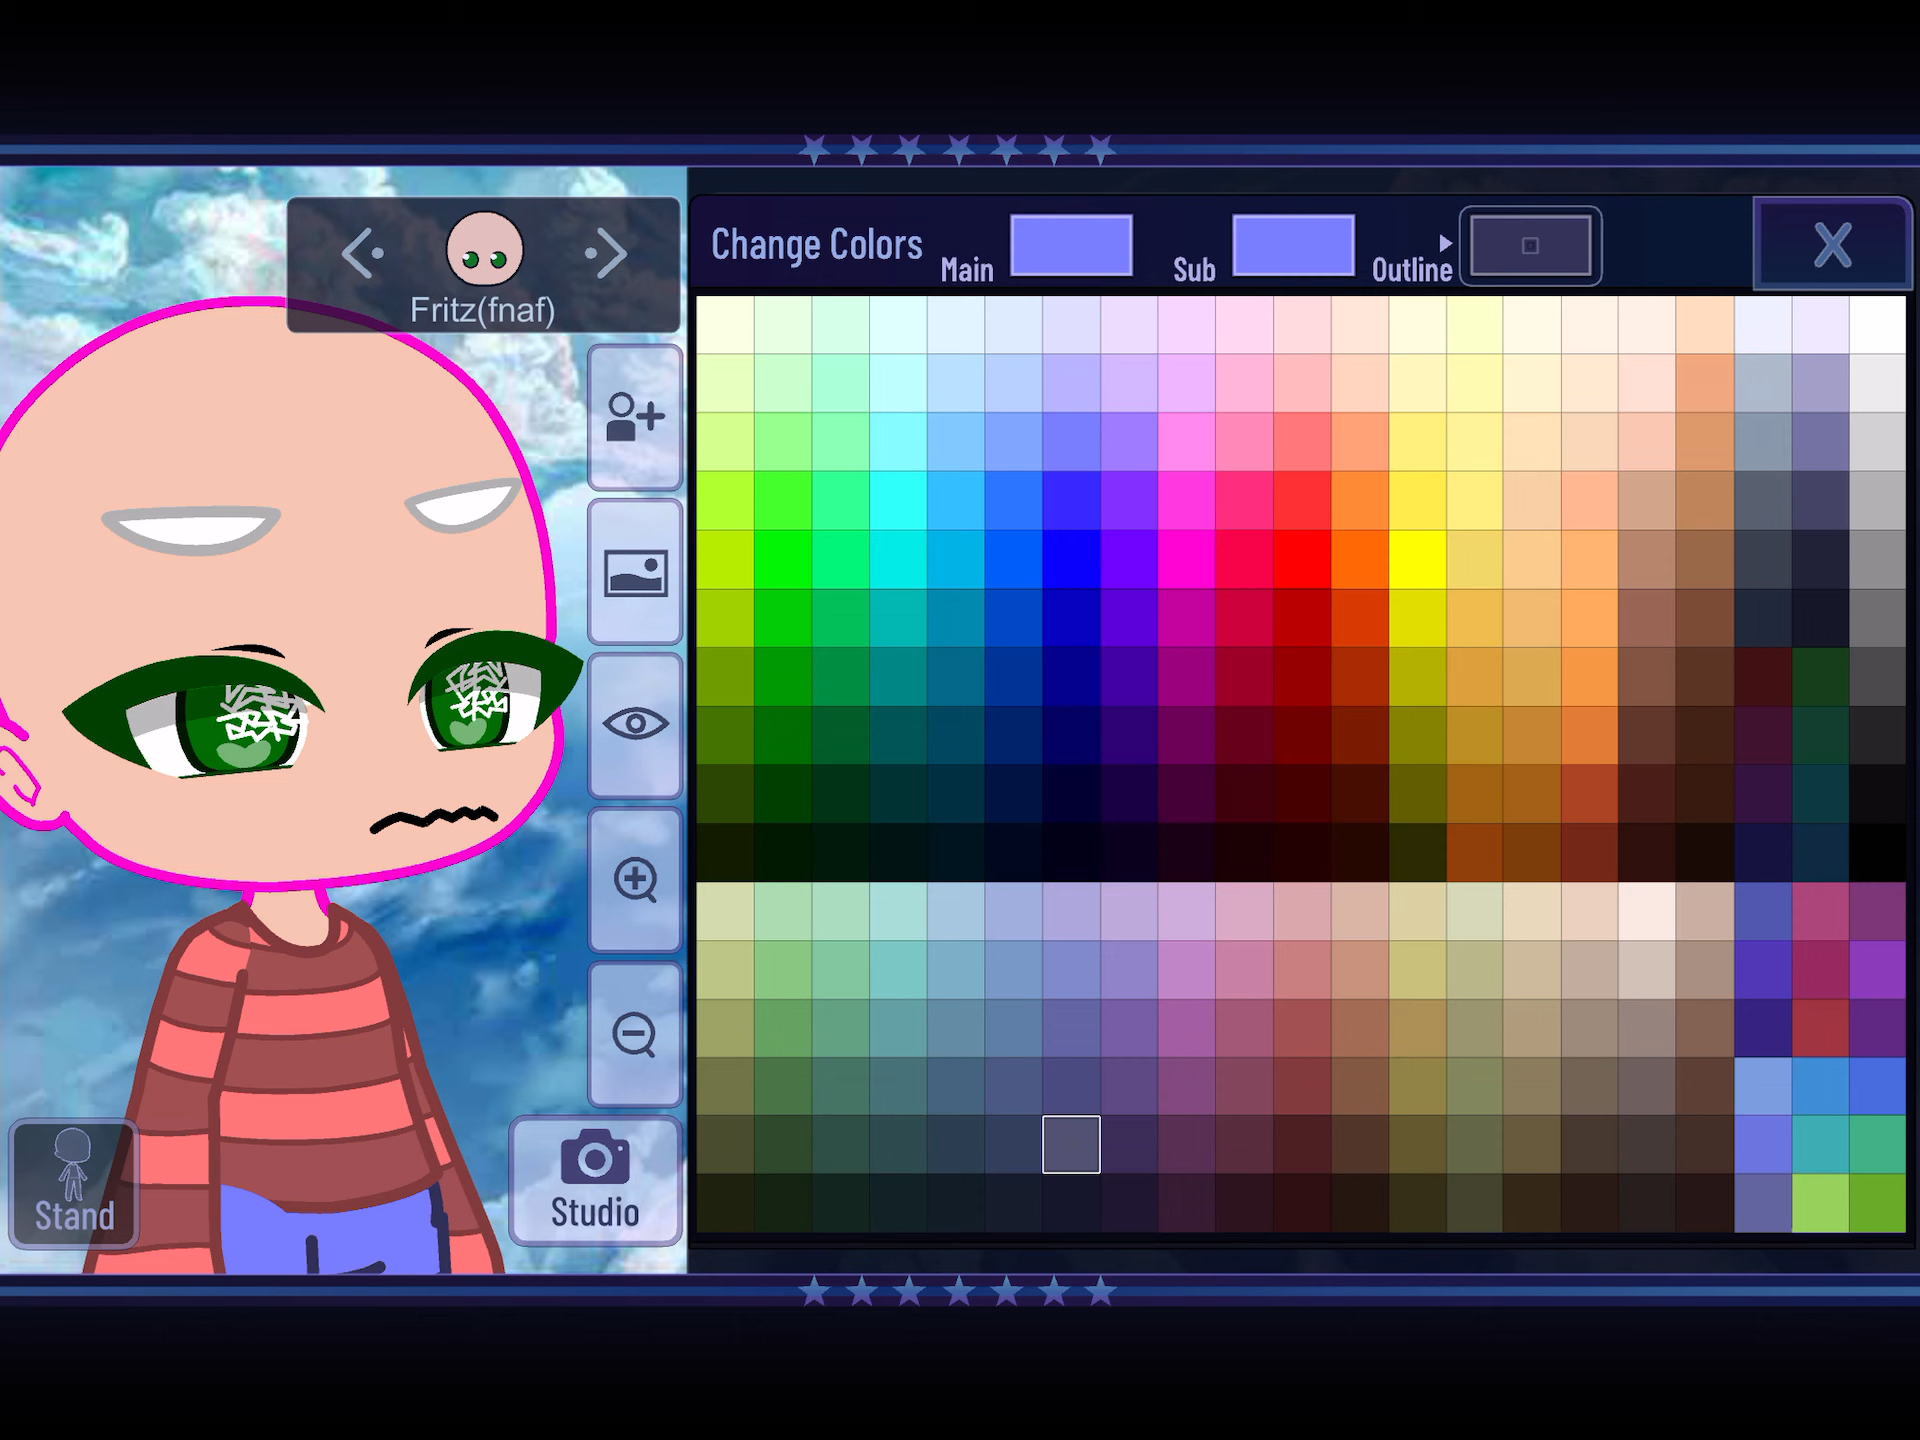 Fritz(fnaf)
Change Colors
Main
Sub
Outline
X
Stand
Studio